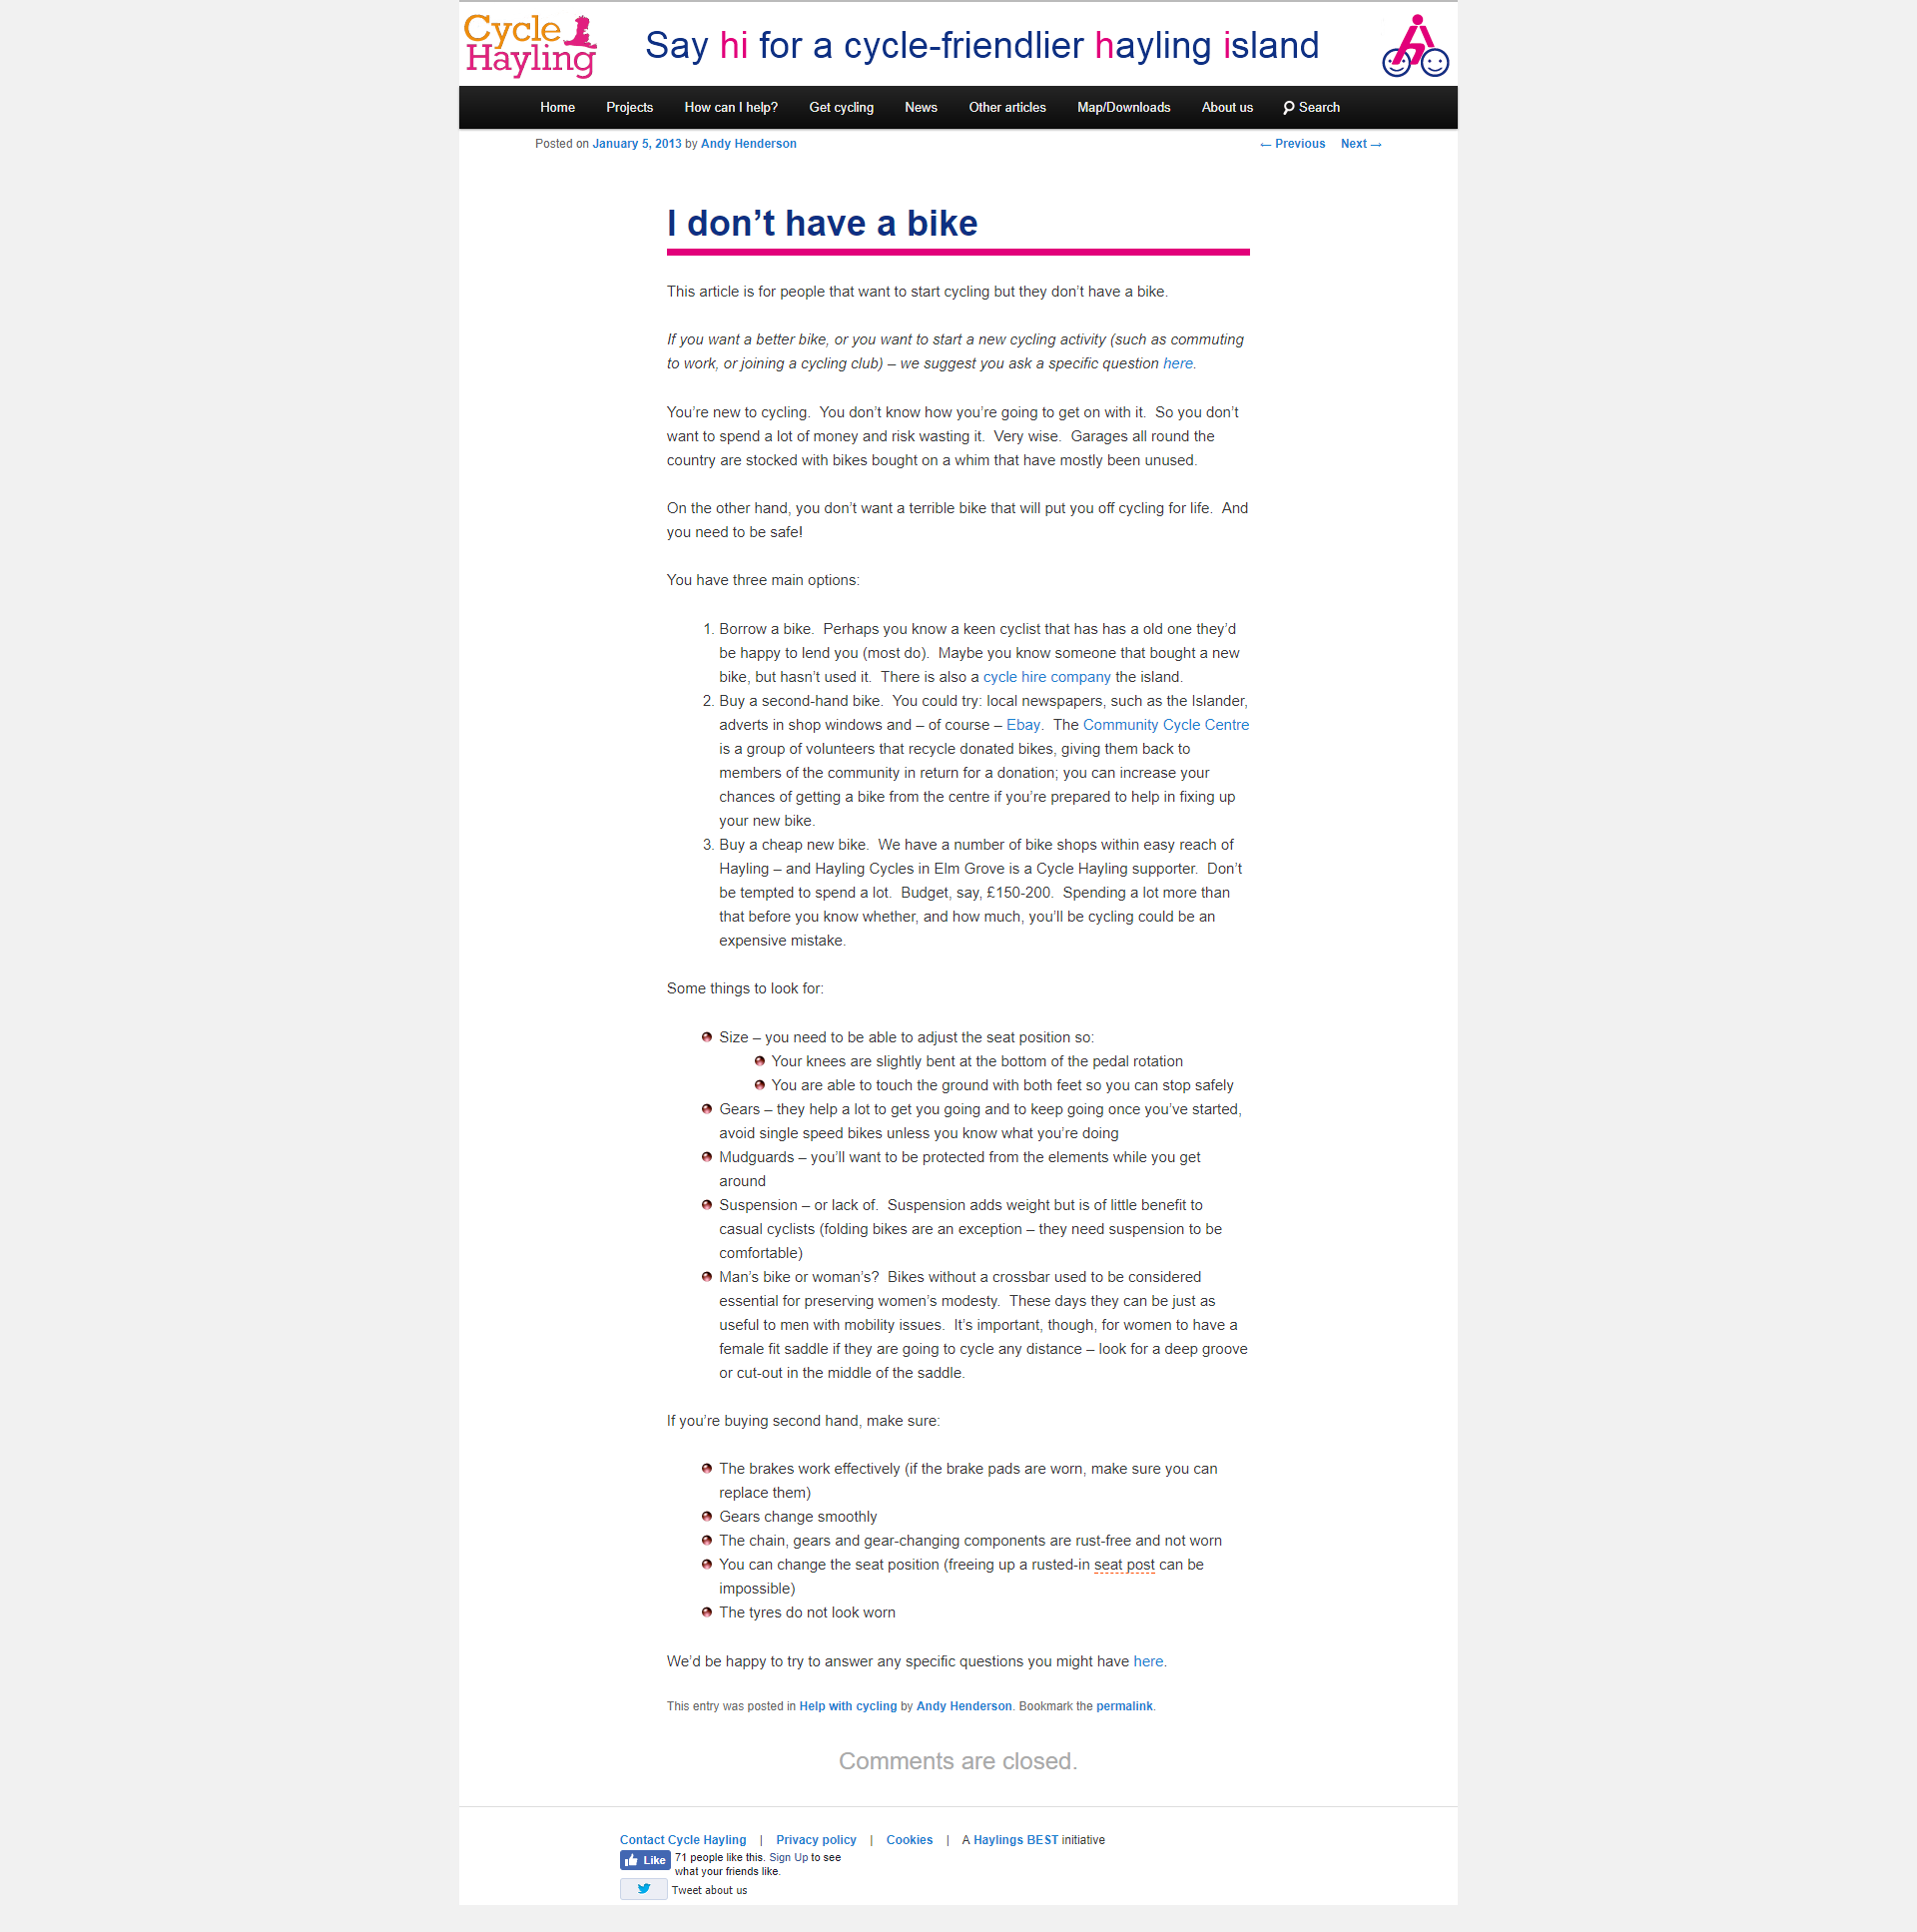 Cycle
Hayling
Say hi for a cycle-friendlier hayling island
Home Projects How can I help? Get cycling News Other articles Map/Downloads About us Search
Posted on January 5, 2013 by Andy Henderson ← Previous Next →
I don’t have a bike
This article is for people that want to start cycling but they don’t have a bike.
If you want a better bike, or you want to start a new cycling activity (such as commuting
to work, or joining a cycling club) – we suggest you ask a specific question here.
You’re new to cycling.  You don’t know how you’re going to get on with it.  So you don’t
want to spend a lot of money and risk wasting it.  Very wise.  Garages all round the
country are stocked with bikes bought on a whim that have mostly been unused.
On the other hand, you don’t want a terrible bike that will put you off cycling for life.  And
you need to be safe!
You have three main options:
1. Borrow a bike.  Perhaps you know a keen cyclist that has has a old one they’d
be happy to lend you (most do).  Maybe you know someone that bought a new
bike, but hasn’t used it.  There is also a cycle hire company the island.
2. Buy a second-hand bike.  You could try: local newspapers, such as the Islander,
adverts in shop windows and – of course – Ebay.  The Community Cycle Centre
is a group of volunteers that recycle donated bikes, giving them back to
members of the community in return for a donation; you can increase your
chances of getting a bike from the centre if you’re prepared to help in fixing up
your new bike.
3. Buy a cheap new bike.  We have a number of bike shops within easy reach of
Hayling – and Hayling Cycles in Elm Grove is a Cycle Hayling supporter.  Don’t
be tempted to spend a lot.  Budget, say, £150-200.  Spending a lot more than
that before you know whether, and how much, you’ll be cycling could be an
expensive mistake.
Some things to look for:
Size – you need to be able to adjust the seat position so:
Your knees are slightly bent at the bottom of the pedal rotation
You are able to touch the ground with both feet so you can stop safely
Gears – they help a lot to get you going and to keep going once you’ve started,
avoid single speed bikes unless you know what you’re doing
Mudguards – you’ll want to be protected from the elements while you get
around
Suspension – or lack of.  Suspension adds weight but is of little benefit to
casual cyclists (folding bikes are an exception – they need suspension to be
comfortable)
Man’s bike or woman’s?  Bikes without a crossbar used to be considered
essential for preserving women’s modesty.  These days they can be just as
useful to men with mobility issues.  It’s important, though, for women to have a
female fit saddle if they are going to cycle any distance – look for a deep groove
or cut-out in the middle of the saddle.
If you’re buying second hand, make sure:
The brakes work effectively (if the brake pads are worn, make sure you can
replace them)
Gears change smoothly
The chain, gears and gear-changing components are rust-free and not worn
You can change the seat position (freeing up a rusted-in seat post can be
impossible)
The tyres do not look worn
We’d be happy to try to answer any specific questions you might have here.
This entry was posted in Help with cycling by Andy Henderson. Bookmark the permalink.
Comments are closed.
Contact Cycle Hayling | Privacy policy | Cookies | A Haylings BEST initiative
Like 71 people like this. Sign Up to see
what your friends like.
Tweet about us